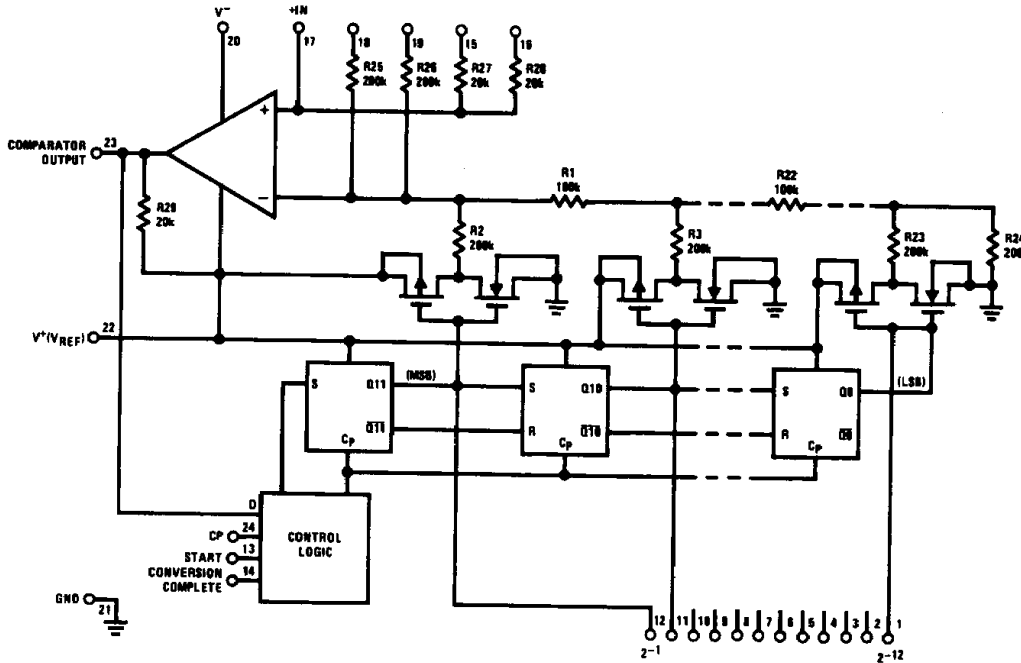 V⁻
20
+IN
17
18
19
15
16
R25
200k
R26
200k
R27
20k
R28
20k
+
COMPARATOR
OUTPUT
23
R29
20k
−
R1
100k
R22
100k
R2
200k
R3
200k
R23
200k
R24
200
V⁺(VREF)
22
S
Q11
(MSB)
Q11
CP
S
Q10
R
Q10
CP
S
Q0
(LSB)
R
Q0
CP
D
CP
24
START
13
CONVERSION
COMPLETE
14
CONTROL
LOGIC
GND
21
12 11 10 9 8 7 6 5 4 3 2 1
2-1
2-12